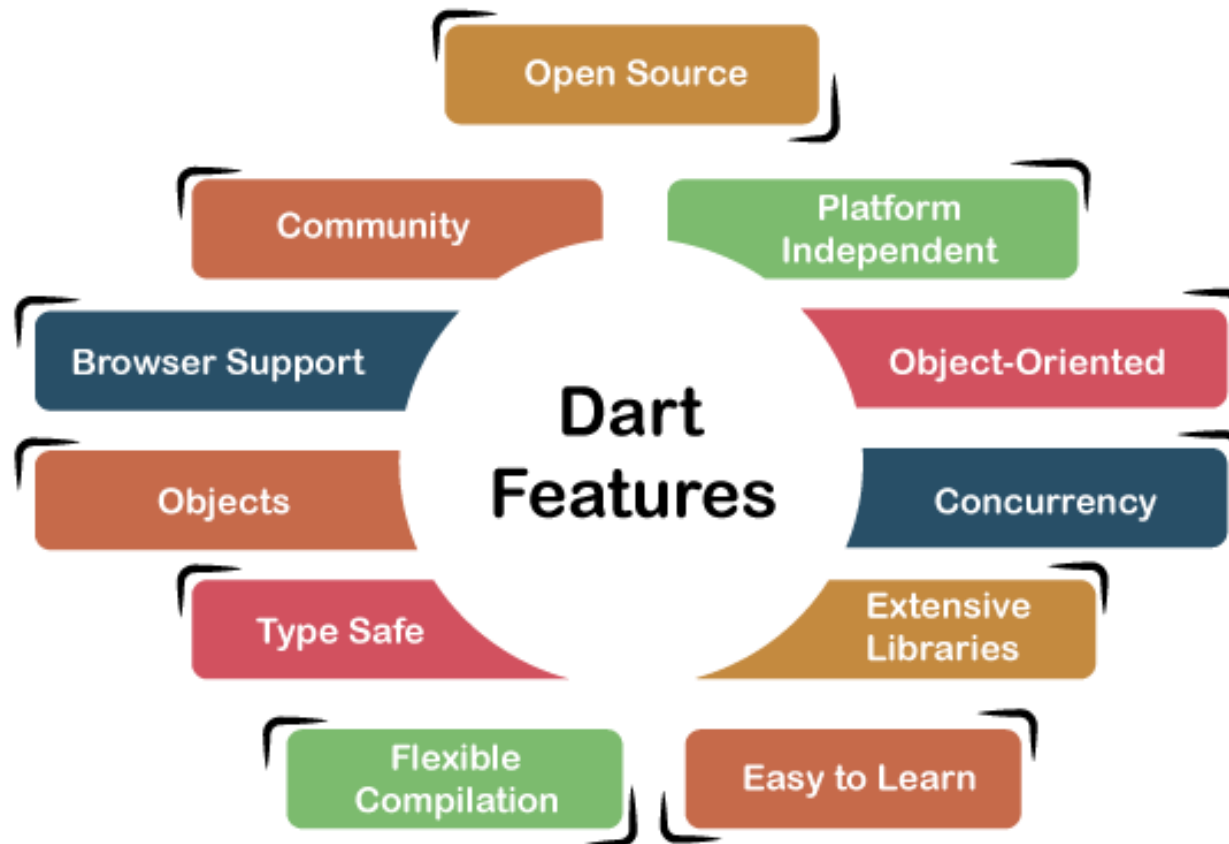 Open Source
Community
Platform
Independent
Browser Support
Object-Oriented
Dart
Features
Objects
Concurrency
Type Safe
Extensive
Libraries
Flexible
Compilation
Easy to Learn